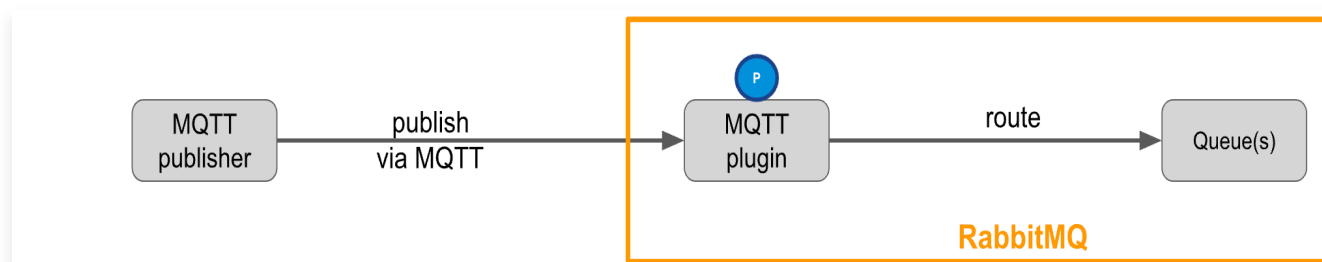 P
MQTT
publisher
publish
via MQTT
MQTT
plugin
route
Queue(s)
RabbitMQ